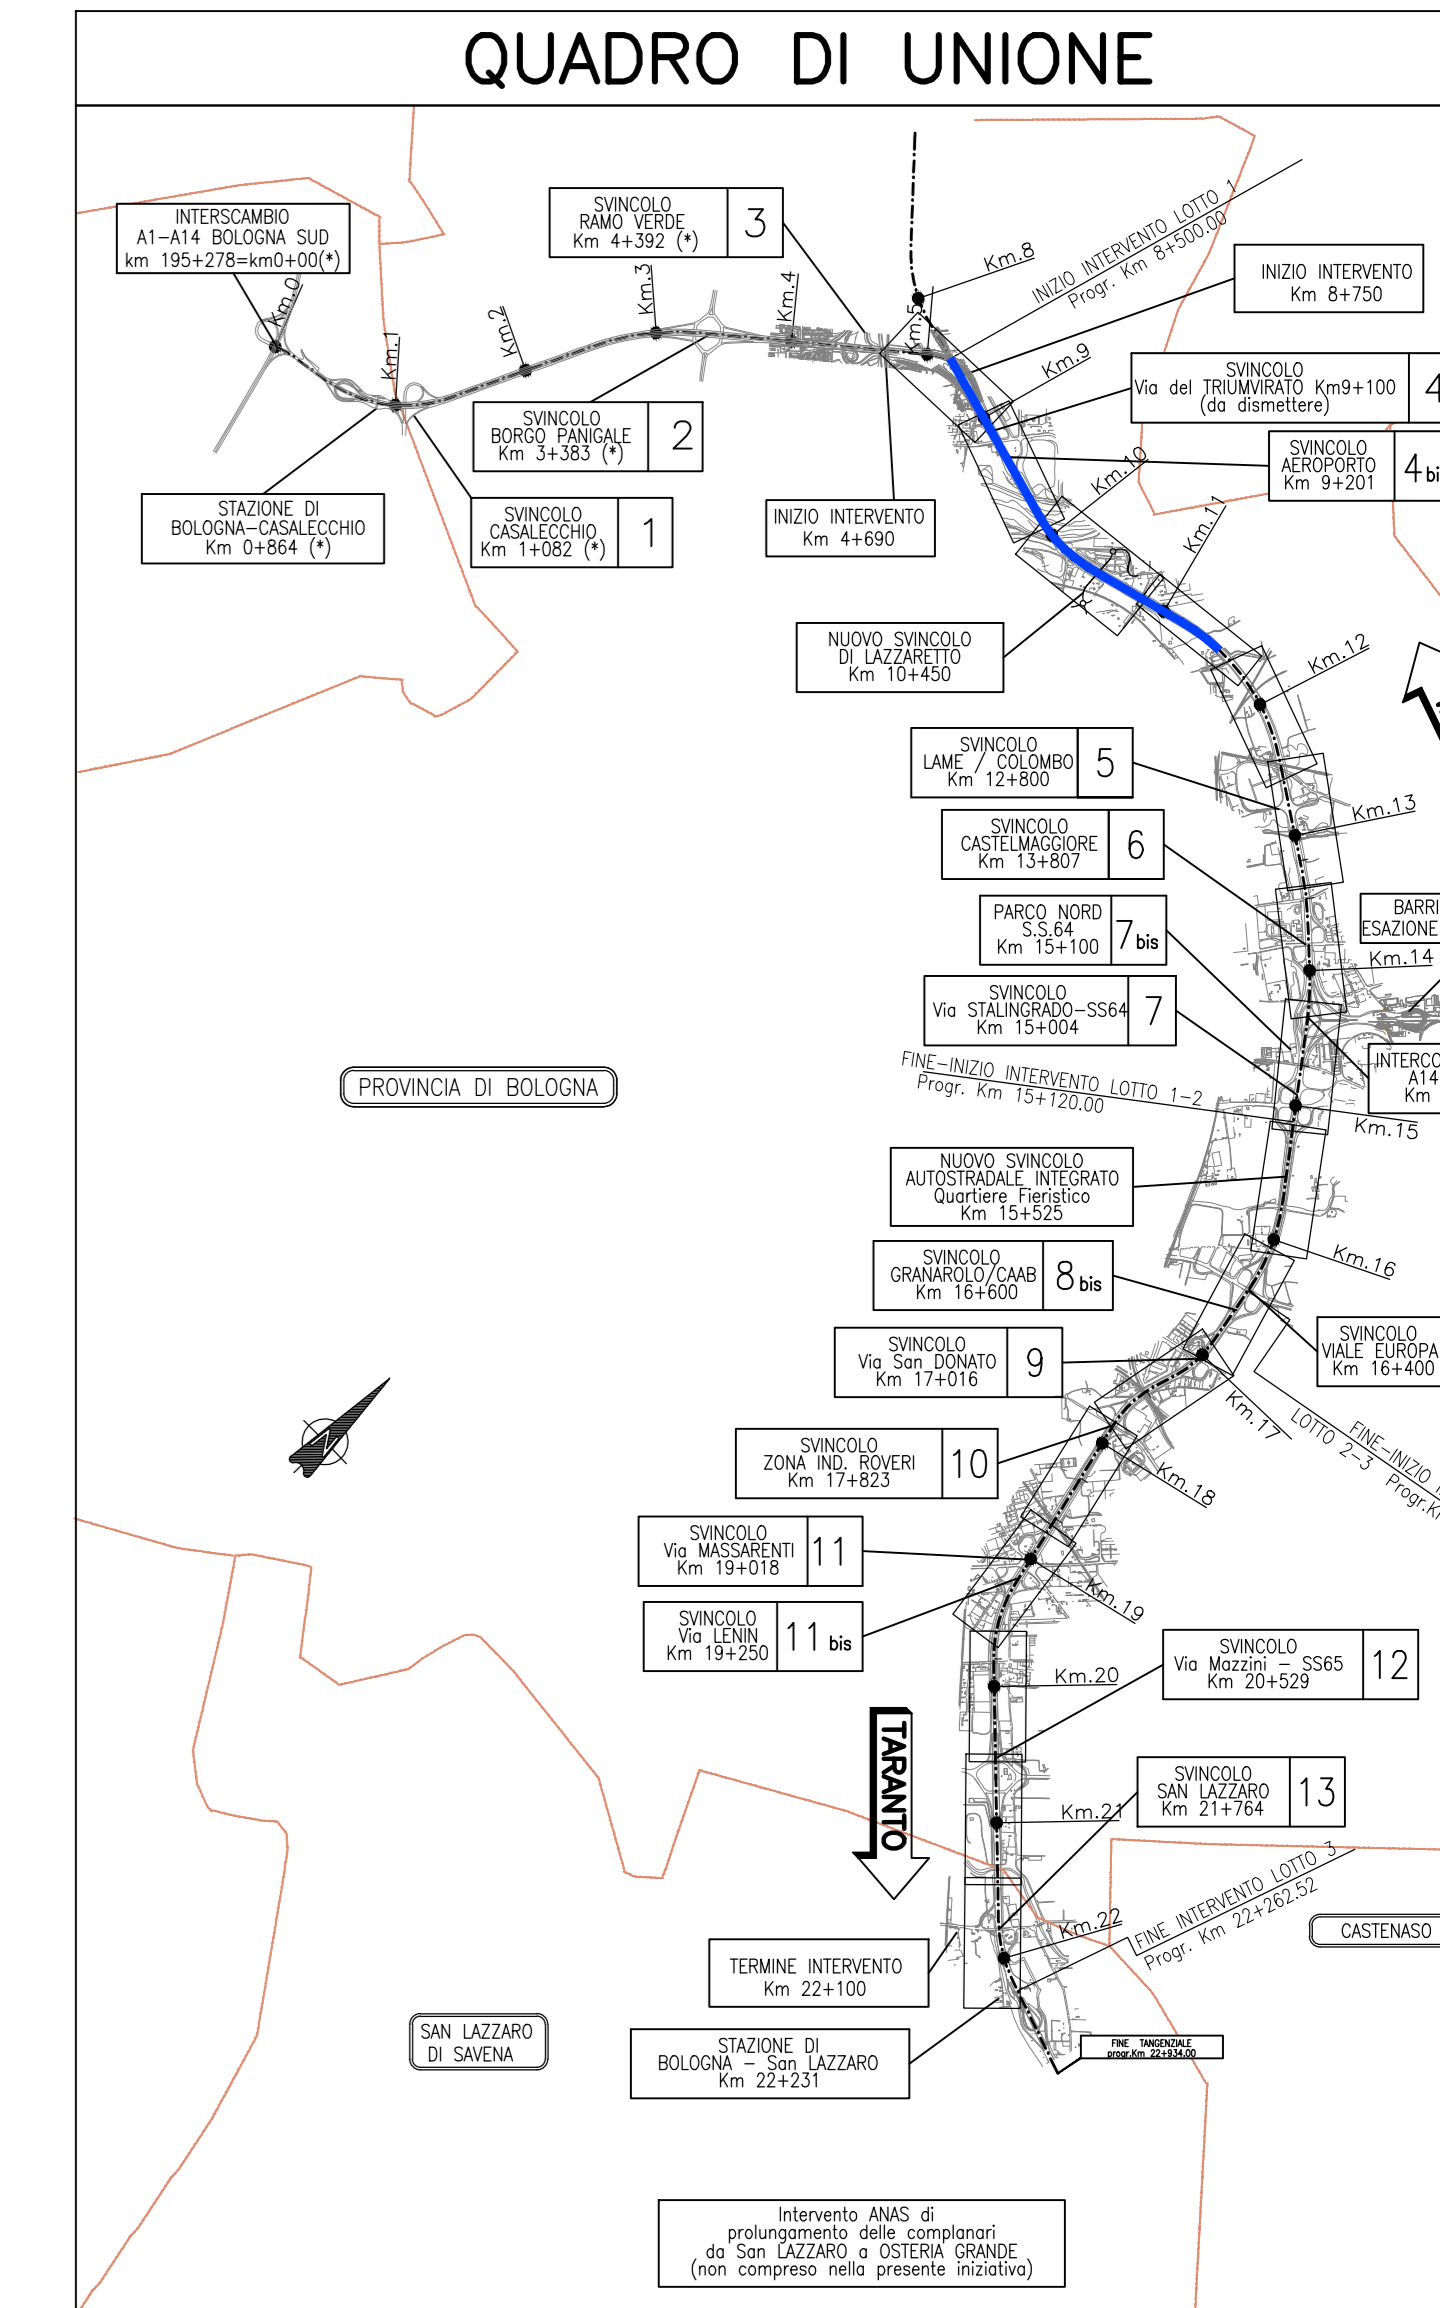 QUADRO DI UNIONE
INTERSCAMBIO
A1-A14 BOLOGNA SUD
km 195+278=km0+00(*)
SVINCOLO
RAMO VERDE
Km 4+392 (*)
3
Km.0
Km.1
Km.2
Km.3
Km.4
Km.5
Km.8
INIZIO INTERVENTO LOTTO 1
Progr. Km 8+500.00
INIZIO INTERVENTO
Km 8+750
Km.9
SVINCOLO
Via del TRIUMVIRATO Km9+100
(da dismettere)
4
SVINCOLO
AEROPORTO
Km 9+201
4 bis
SVINCOLO
BORGO PANIGALE
Km 3+383 (*)
2
STAZIONE DI
BOLOGNA-CASALECCHIO
Km 0+864 (*)
SVINCOLO
CASALECCHIO
Km 1+082 (*)
1
INIZIO INTERVENTO
Km 4+690
Km.10
Km.11
NUOVO SVINCOLO
DI LAZZARETTO
Km 10+450
Km.12
SVINCOLO
LAME / COLOMBO
Km 12+800
5
Km.13
SVINCOLO
CASTELMAGGIORE
Km 13+807
6
PARCO NORD
S.S.64
Km 15+100
7 bis
BARRI
ESAZIONE
Km.14
SVINCOLO
Via STALINGRADO-SS64
Km 15+004
7
FINE-INIZIO INTERVENTO LOTTO 1-2
Progr. Km 15+120.00
INTERCO
A14
Km
Km.15
PROVINCIA DI BOLOGNA
NUOVO SVINCOLO
AUTOSTRADALE INTEGRATO
Quartiere Fieristico
Km 15+525
Km.16
SVINCOLO
GRANAROLO/CAAB
Km 16+600
8 bis
SVINCOLO
VIALE EUROPA
Km 16+400
SVINCOLO
Via San DONATO
Km 17+016
9
Km.17
FINE-INIZIO
LOTTO 2-3 Progr.
N
SVINCOLO
ZONA IND. ROVERI
Km 17+823
10
Km.18
SVINCOLO
Via MASSARENTI
Km 19+018
11
Km.19
SVINCOLO
Via LENIN
Km 19+250
11 bis
SVINCOLO
Via Mazzini - SS65
Km 20+529
12
Km.20
TARANTO
SVINCOLO
SAN LAZZARO
Km 21+764
13
Km.21
FINE INTERVENTO LOTTO 3
Progr. Km 22+262.52
Km.22
CASTENASO
TERMINE INTERVENTO
Km 22+100
SAN LAZZARO
DI SAVENA
STAZIONE DI
BOLOGNA - San LAZZARO
Km 22+231
FINE TANGENZIALE
progr.Km 22+934.00
Intervento ANAS di
prolungamento delle complanari
da San LAZZARO a OSTERIA GRANDE
(non compreso nella presente iniziativa)